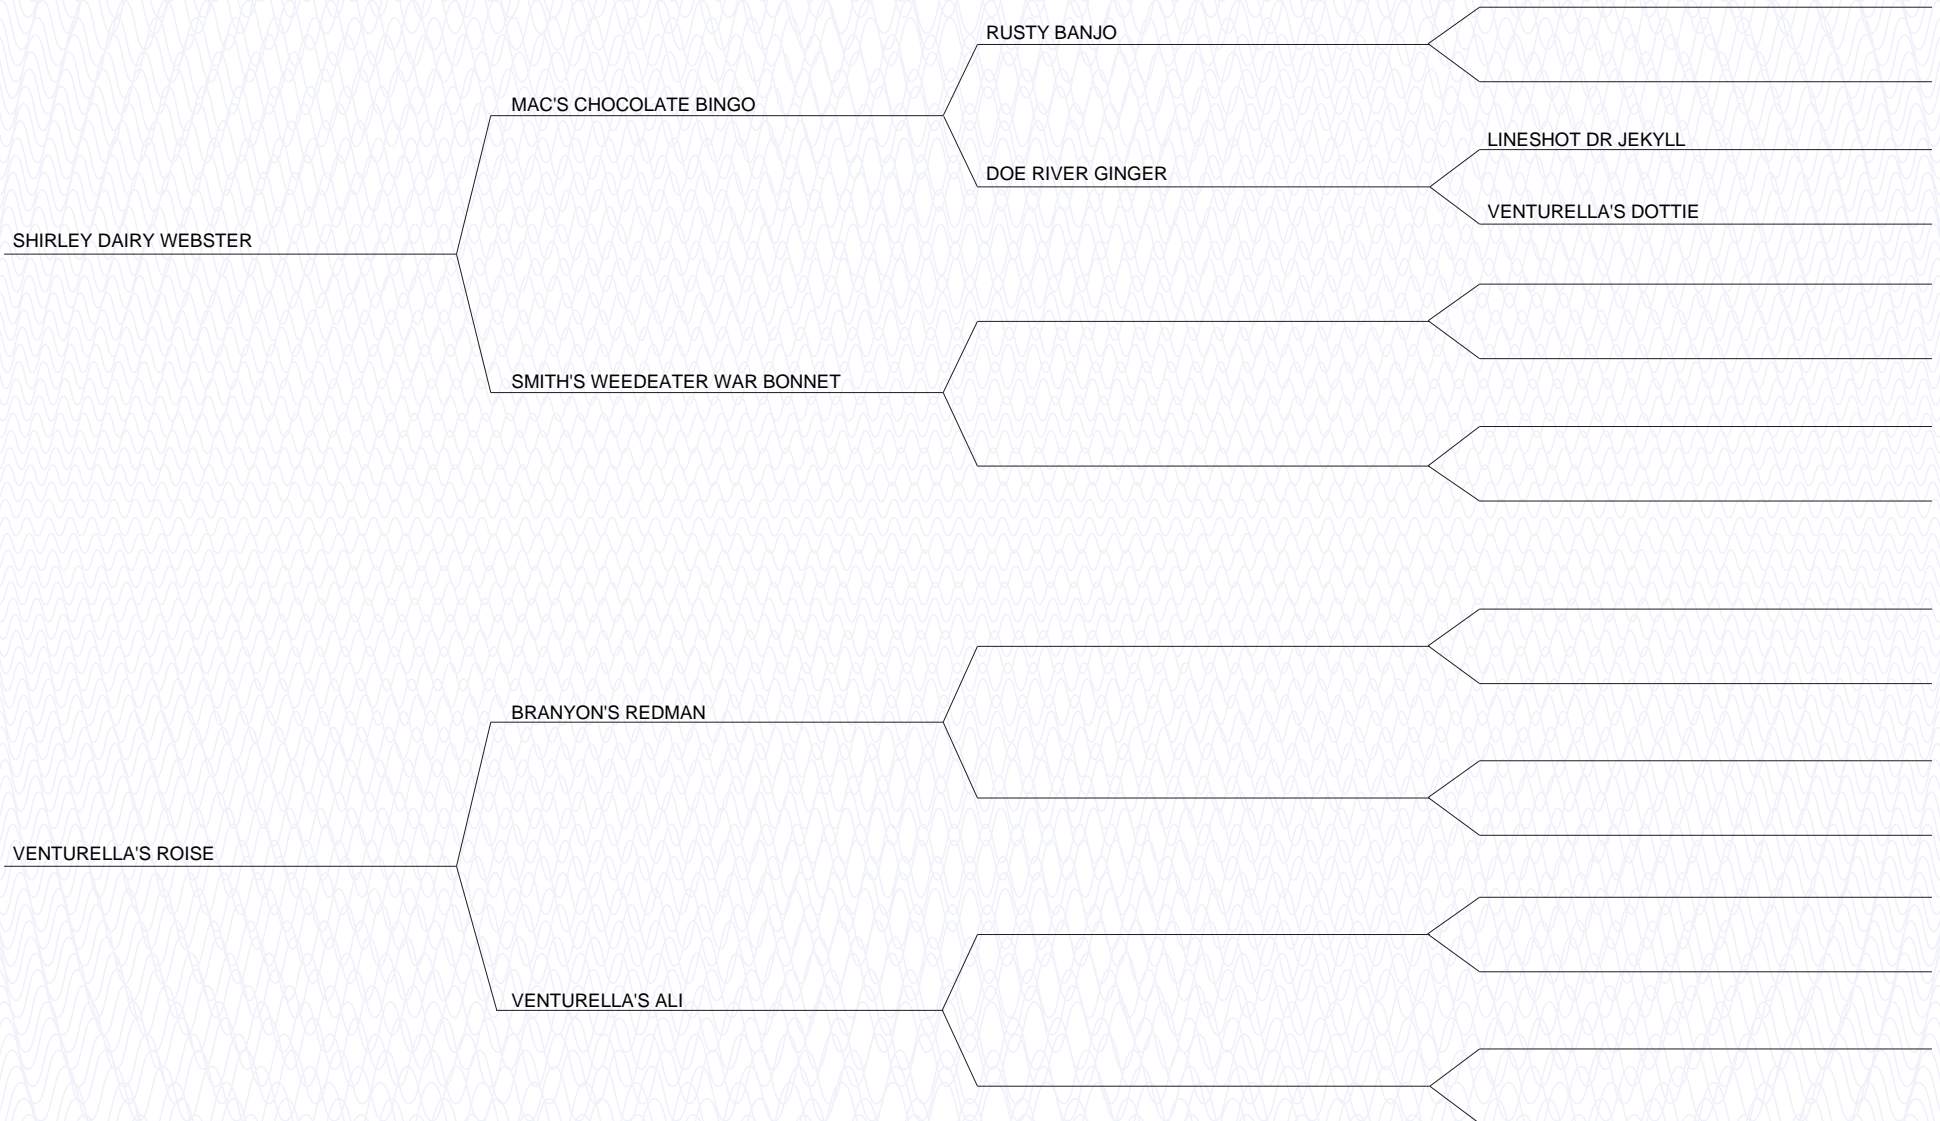 RUSTY BANJO
MAC'S CHOCOLATE BINGO
LINESHOT DR JEKYLL
DOE RIVER GINGER
VENTURELLA'S DOTTIE
SHIRLEY DAIRY WEBSTER
SMITH'S WEEDEATER WAR BONNET
BRANYON'S REDMAN
VENTURELLA'S ROISE
VENTURELLA'S ALI